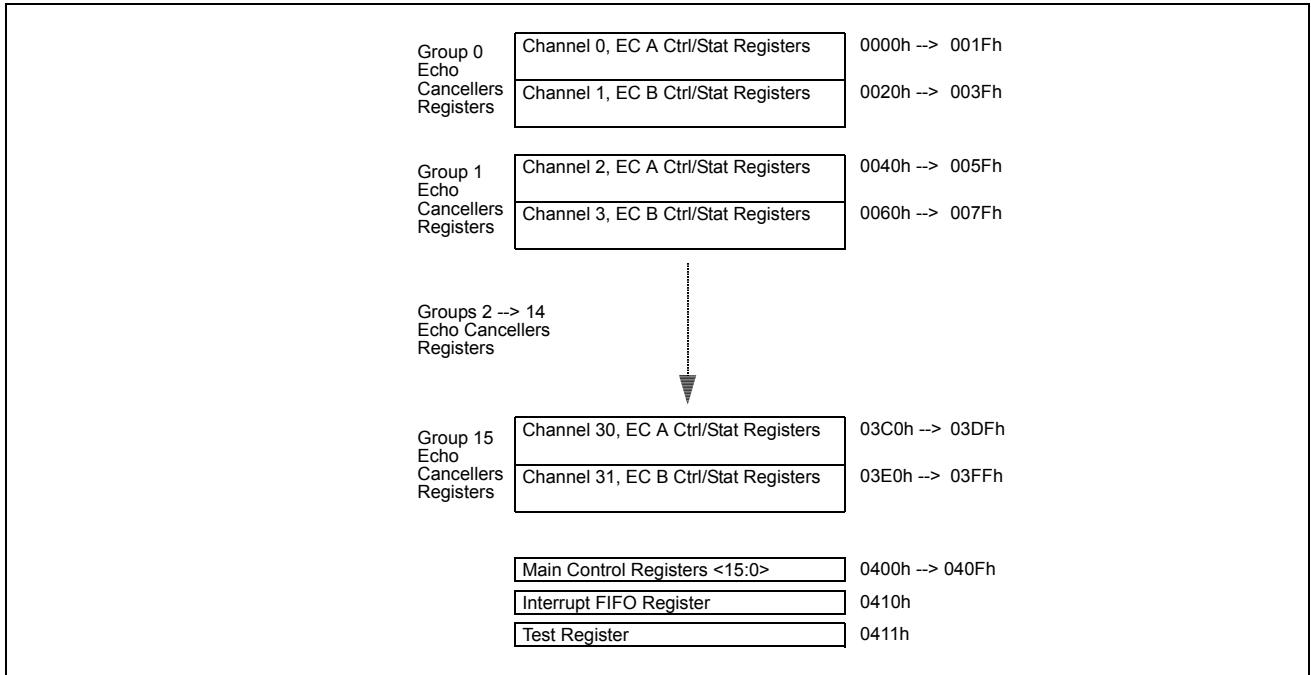 Group 0
Echo
Cancellers
Registers
Channel 0, EC A Ctrl/Stat Registers
0000h --> 001Fh
Channel 1, EC B Ctrl/Stat Registers
0020h --> 003Fh
Group 1
Echo
Cancellers
Registers
Channel 2, EC A Ctrl/Stat Registers
0040h --> 005Fh
Channel 3, EC B Ctrl/Stat Registers
0060h --> 007Fh
Groups 2 --> 14
Echo Cancellers
Registers
Group 15
Echo
Cancellers
Registers
Channel 30, EC A Ctrl/Stat Registers
03C0h --> 03DFh
Channel 31, EC B Ctrl/Stat Registers
03E0h --> 03FFh
Main Control Registers <15:0>
0400h --> 040Fh
Interrupt FIFO Register
0410h
Test Register
0411h